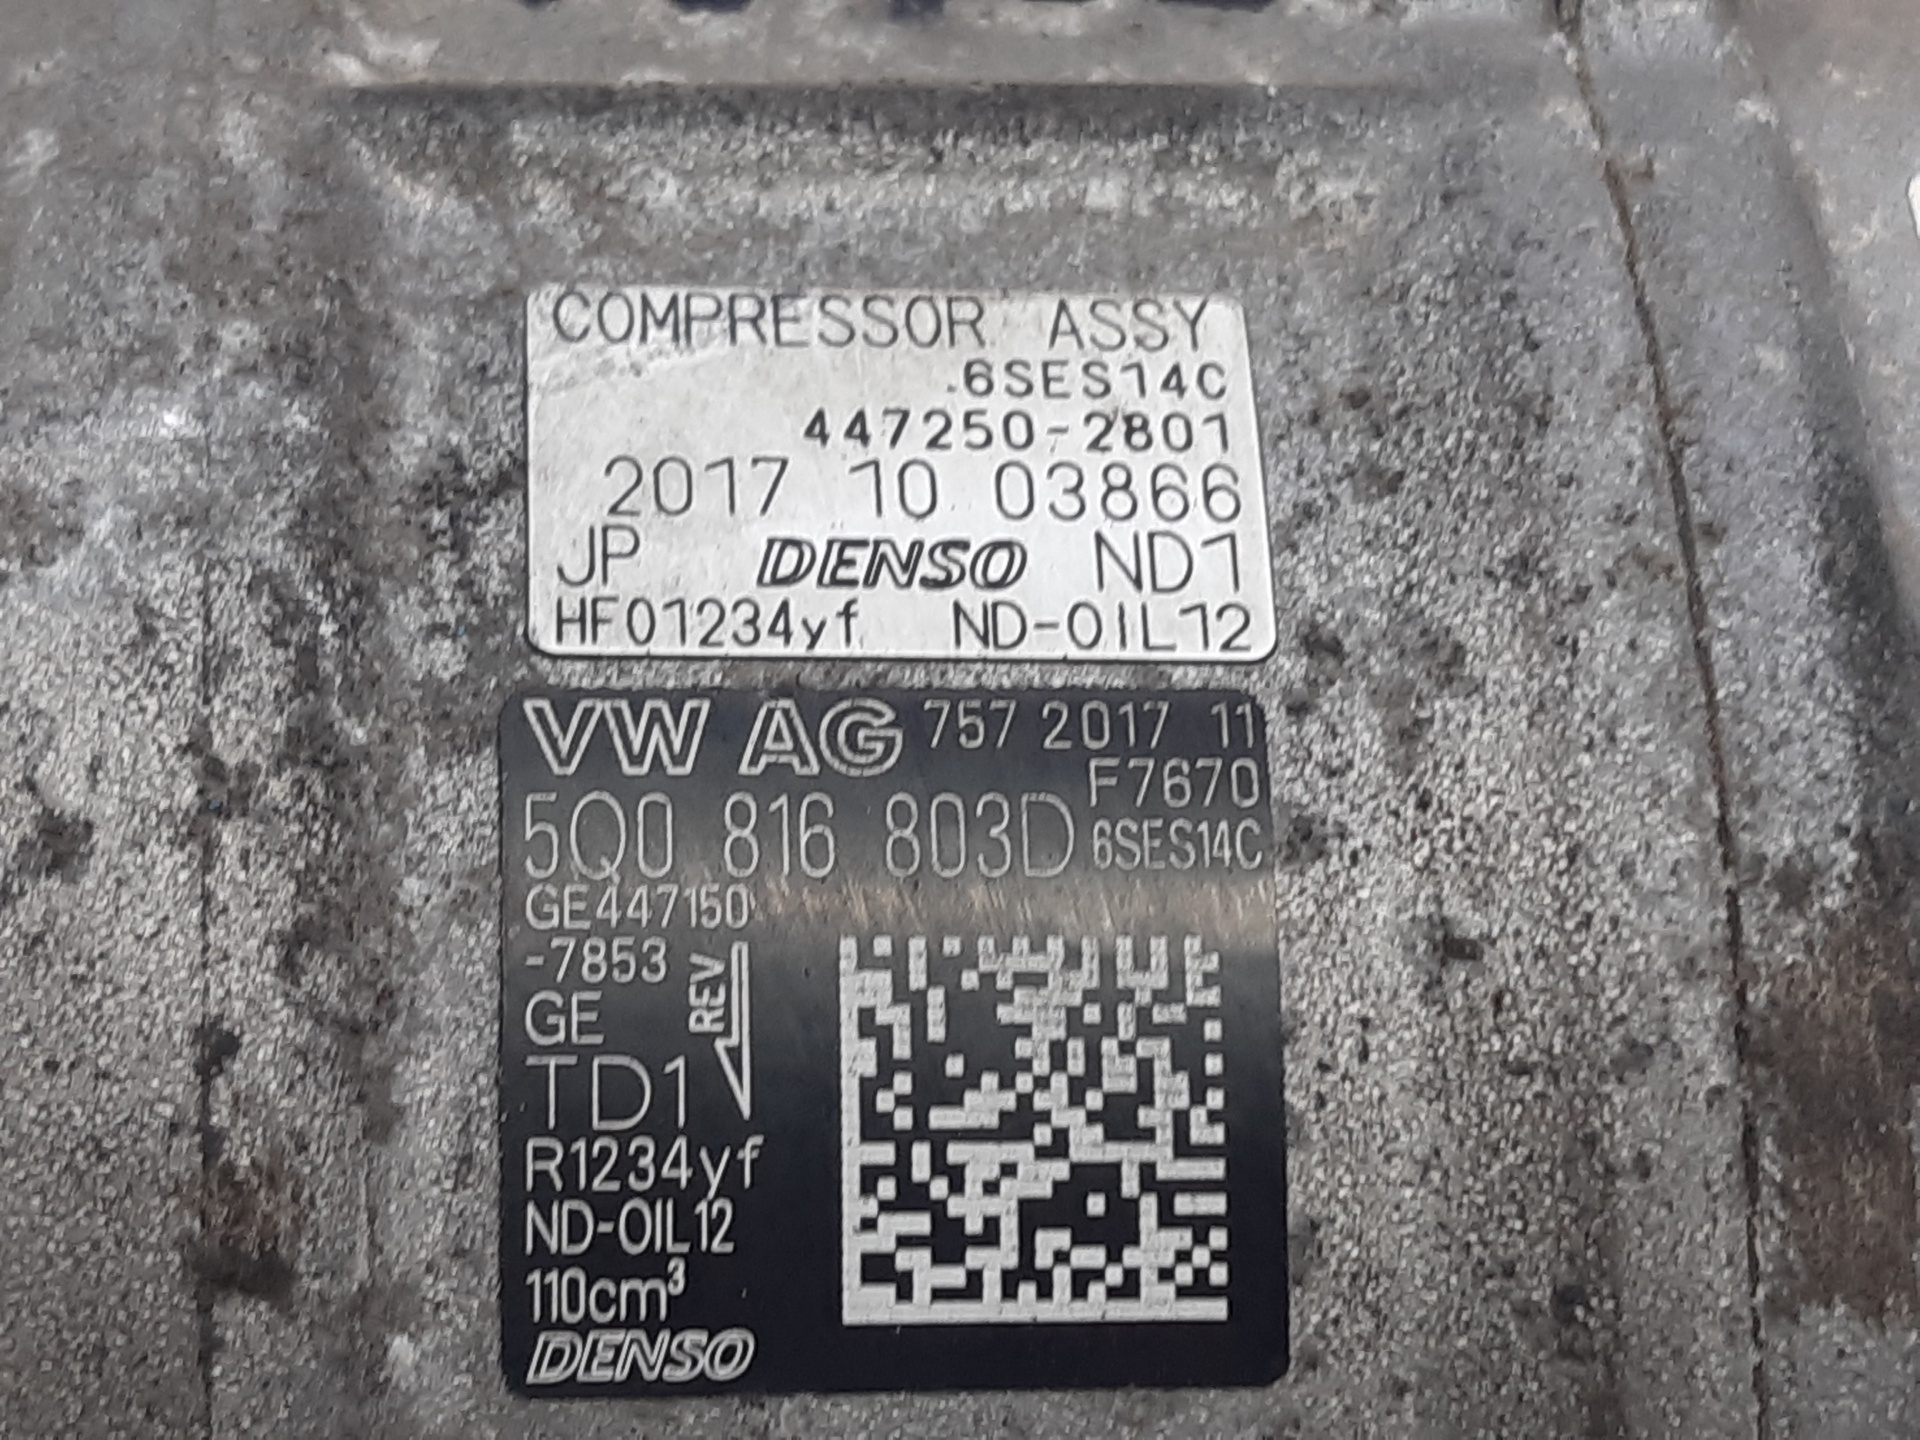 COMPRESSOR ASSY
6SES14C
447250-2801
2017 10 03866
JP DENSO ND1
HF01234yf ND-OIL12
VW AG 757 2017 11
F7670
5Q0 816 803D 6SES14C
GE447150
-7853
REV
GE
TD1
R1234yf
ND-OIL12
110cm³
DENSO